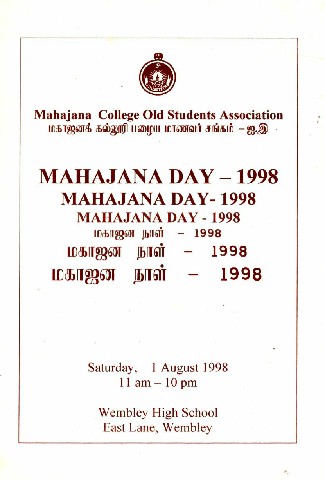 Mahajana College Old Students Association
மகாஜனக் கல்லூரி பழைய மாணவர் சங்கம் – ஐ.இ
MAHAJANA DAY – 1998
MAHAJANA DAY- 1998
MAHAJANA DAY - 1998
மகாஜன நாள் – 1998
மகாஜன நாள் – 1998
மகாஜன நாள் – 1998
Saturday, 1 August 1998
11 am – 10 pm
Wembley High School
East Lane, Wembley